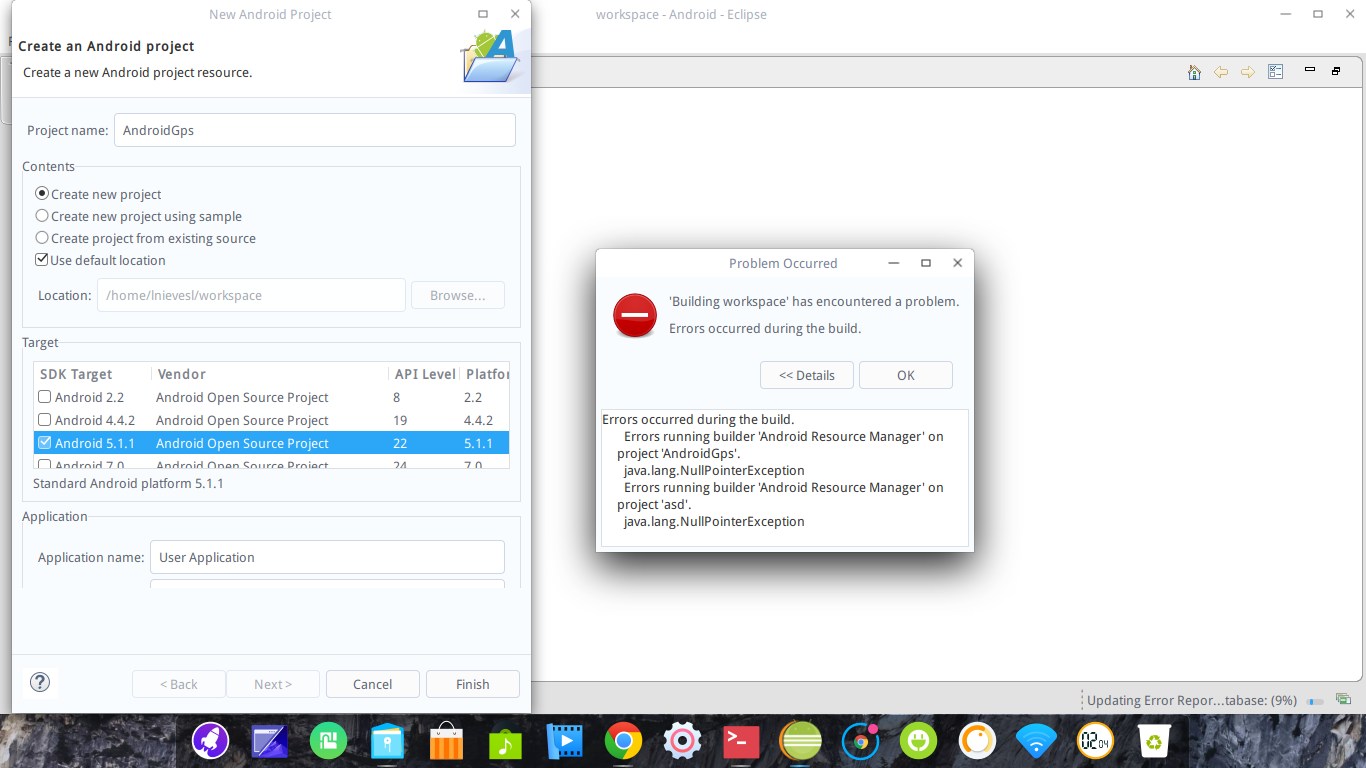 New Android Project
workspace - Android - Eclipse
Create an Android project
Create a new Android project resource.
Project name: AndroidGps
Contents
Create new project
Create new project using sample
Create project from existing source
Use default location
Location: /home/lnievesl/workspace Browse...
Target
SDK Target Vendor API Level Platfor
Android 2.2 Android Open Source Project 8 2.2
Android 4.4.2 Android Open Source Project 19 4.4.2
Android 5.1.1 Android Open Source Project 22 5.1.1
Android 7.0 Android Open Source Project 24 7.0
Standard Android platform 5.1.1
Application
Application name: User Application
? < Back Next > Cancel Finish
Problem Occurred
'Building workspace' has encountered a problem.
Errors occurred during the build.
<< Details OK
Errors occurred during the build.
Errors running builder 'Android Resource Manager' on
project 'AndroidGps'.
java.lang.NullPointerException
Errors running builder 'Android Resource Manager' on
project 'asd'.
java.lang.NullPointerException
Updating Error Repor...tabase: (9%)
02 04